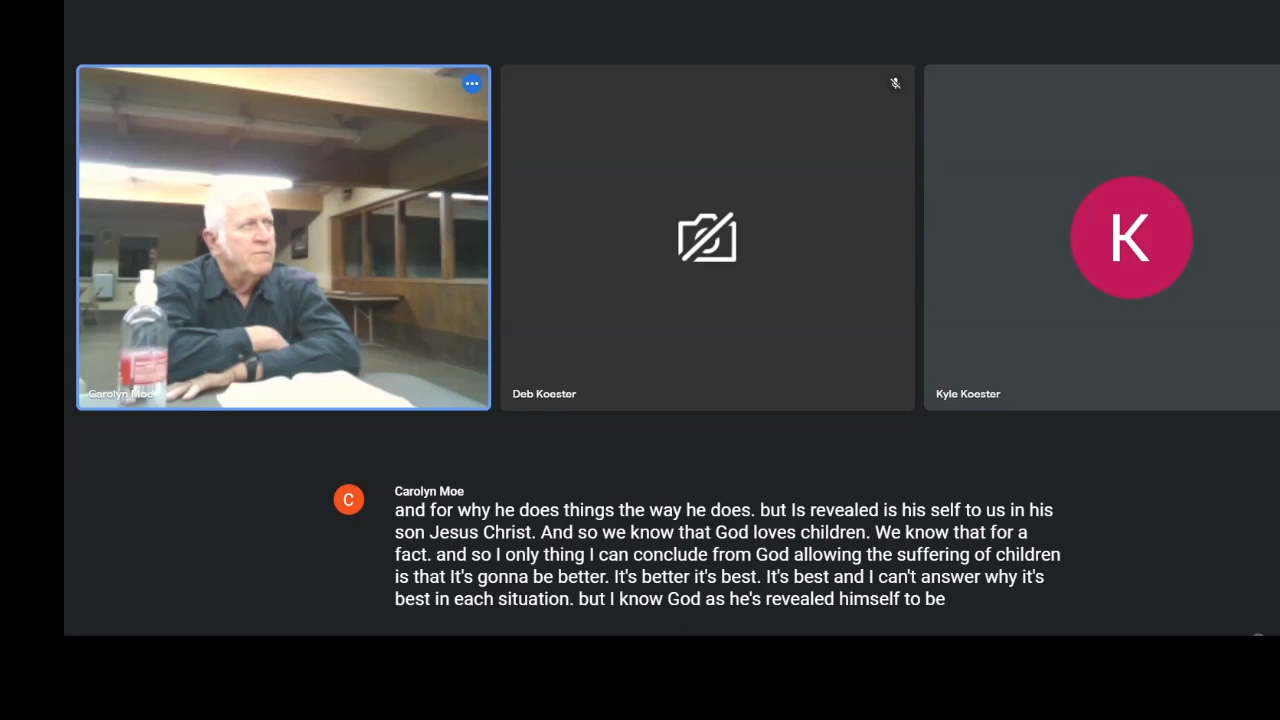 Carolyn Moe
Deb Koester
K
Kyle Koester
C
Carolyn Moe
and for why he does things the way he does. but Is revealed is his self to us in his
son Jesus Christ. And so we know that God loves children. We know that for a
fact. and so I only thing I can conclude from God allowing the suffering of children
is that It's gonna be better. It's better it's best. It's best and I can't answer why it's
best in each situation. but I know God as he's revealed himself to be